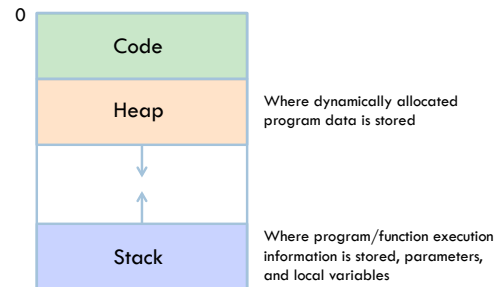 0
Code
Heap
Where dynamically allocated
program data is stored
Stack
Where program/function execution
information is stored, parameters,
and local variables